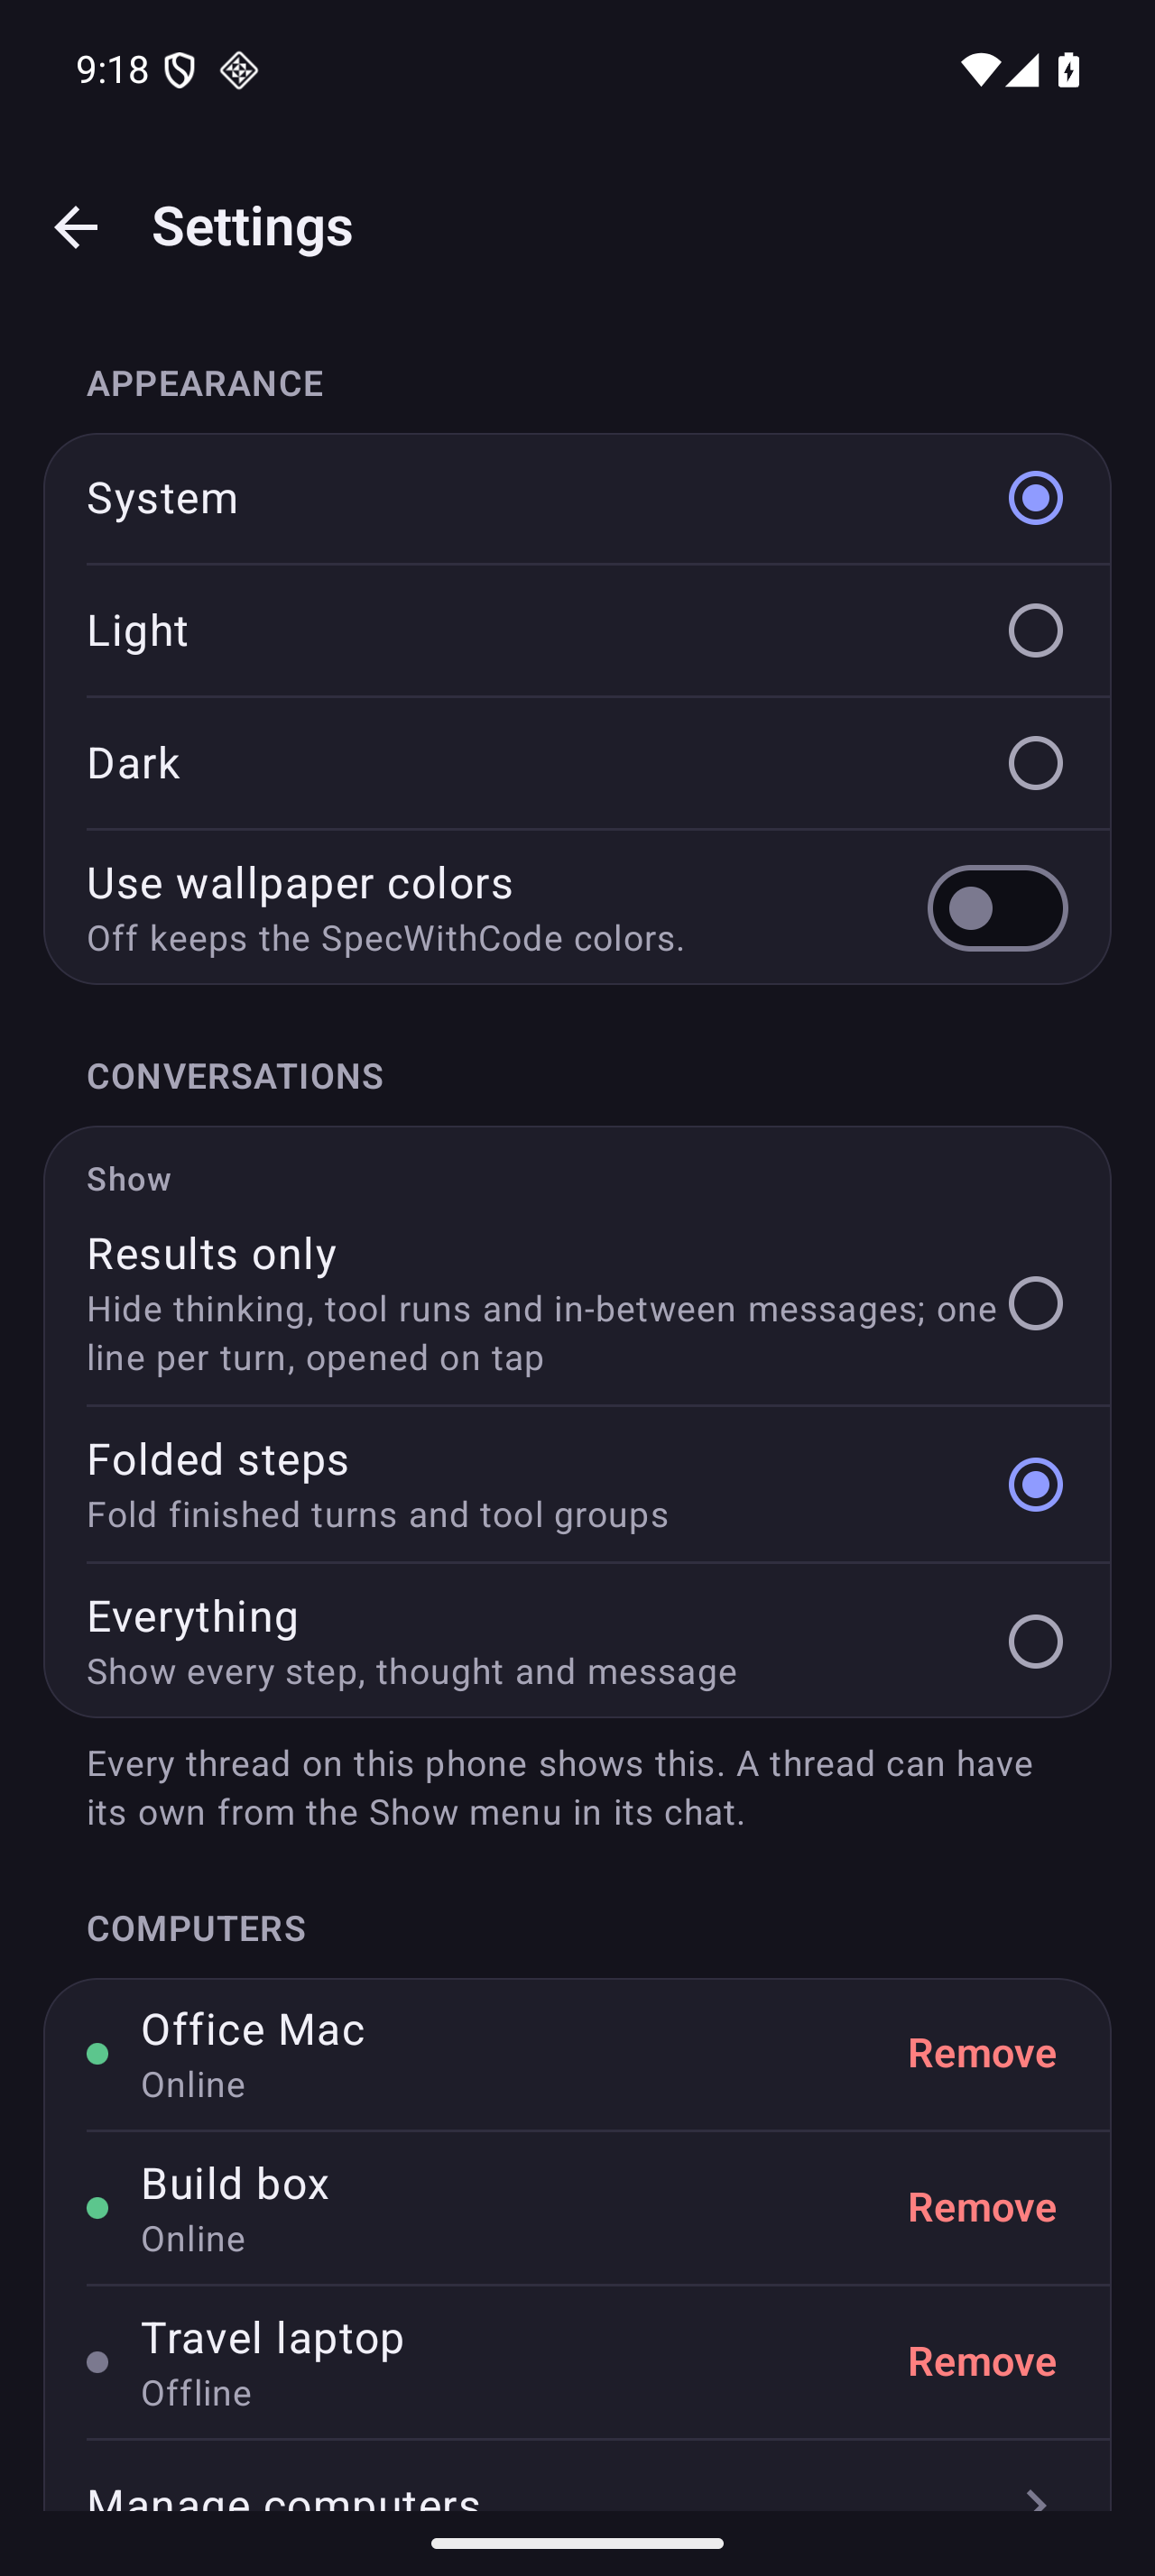 9:18
Settings
APPEARANCE
System
Light
Dark
Use wallpaper colors
Off keeps the SpecWithCode colors.
CONVERSATIONS
Show
Results only
Hide thinking, tool runs and in-between messages; one
line per turn, opened on tap
Folded steps
Fold finished turns and tool groups
Everything
Show every step, thought and message
Every thread on this phone shows this. A thread can have
its own from the Show menu in its chat.
COMPUTERS
Office Mac
Online
Remove
Build box
Online
Remove
Travel laptop
Offline
Remove
Manage computers